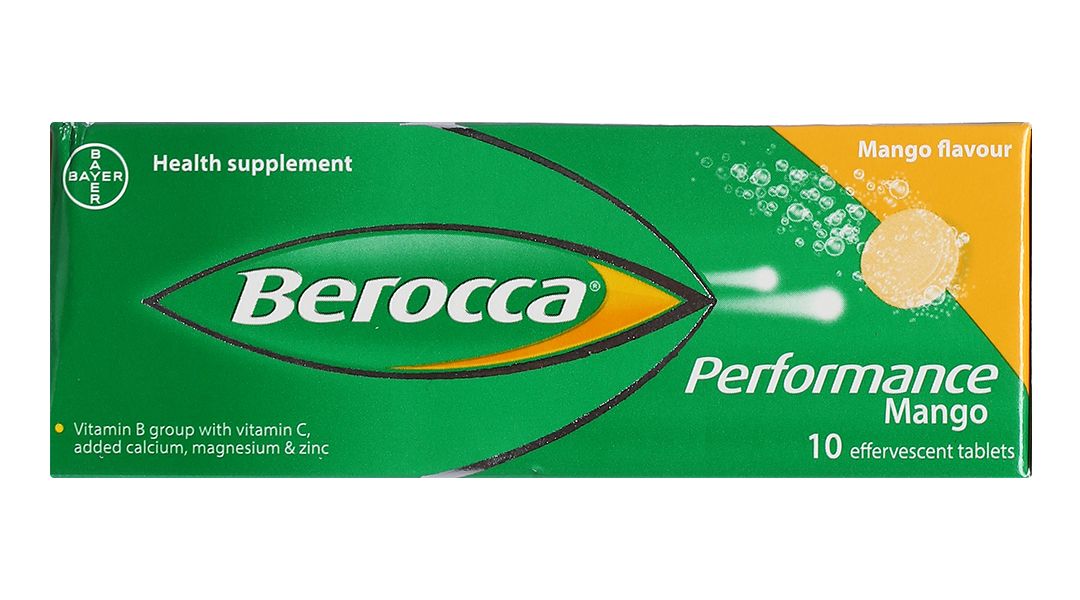 BAYER
BAYER
Health supplement
Mango flavour
Berocca®
Performance
Mango
10 effervescent tablets
Vitamin B group with vitamin C,
added calcium, magnesium & zinc